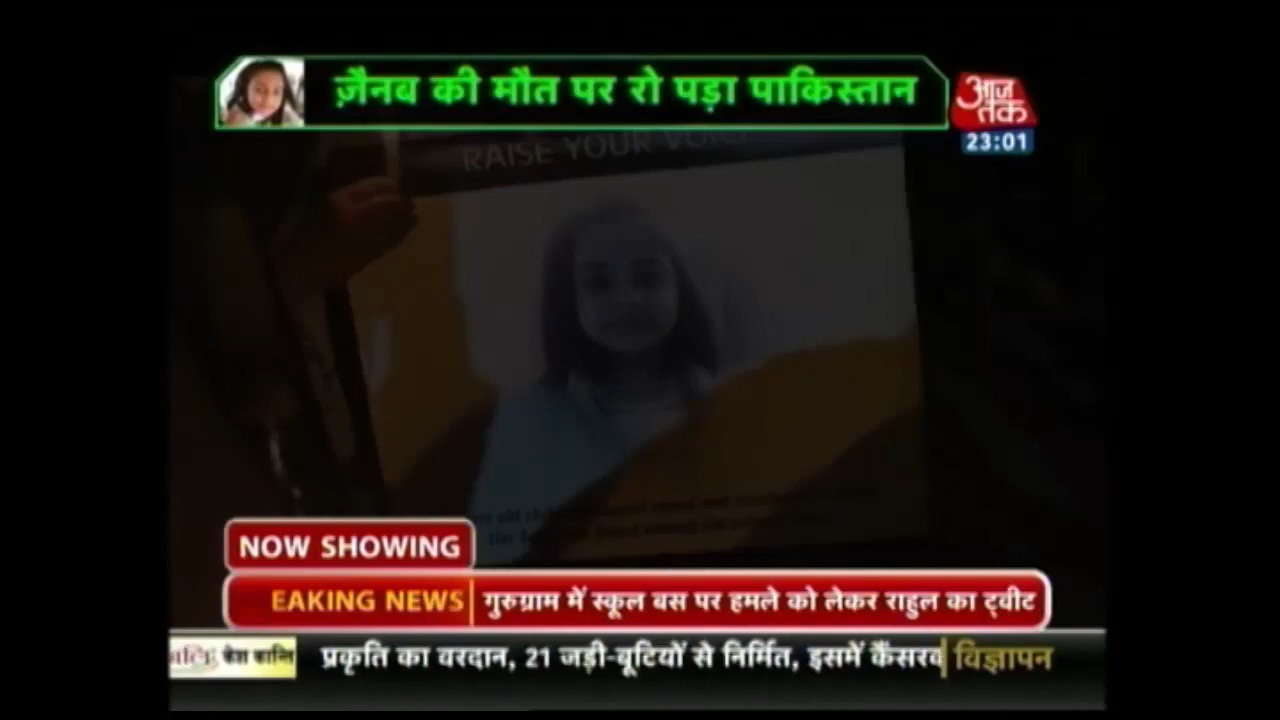 ज़ैनब की मौत पर रो पड़ा पाकिस्तान
आज तक
23:01
RAISE YOUR
NOW SHOWING
EAKING NEWS
गुरुग्राम में स्कूल बस पर हमले को लेकर राहुल का ट्वीट
केश कान्ति
प्रकृति का वरदान, 21 जड़ी-बूटियों से निर्मित, इसमें
विज्ञापन